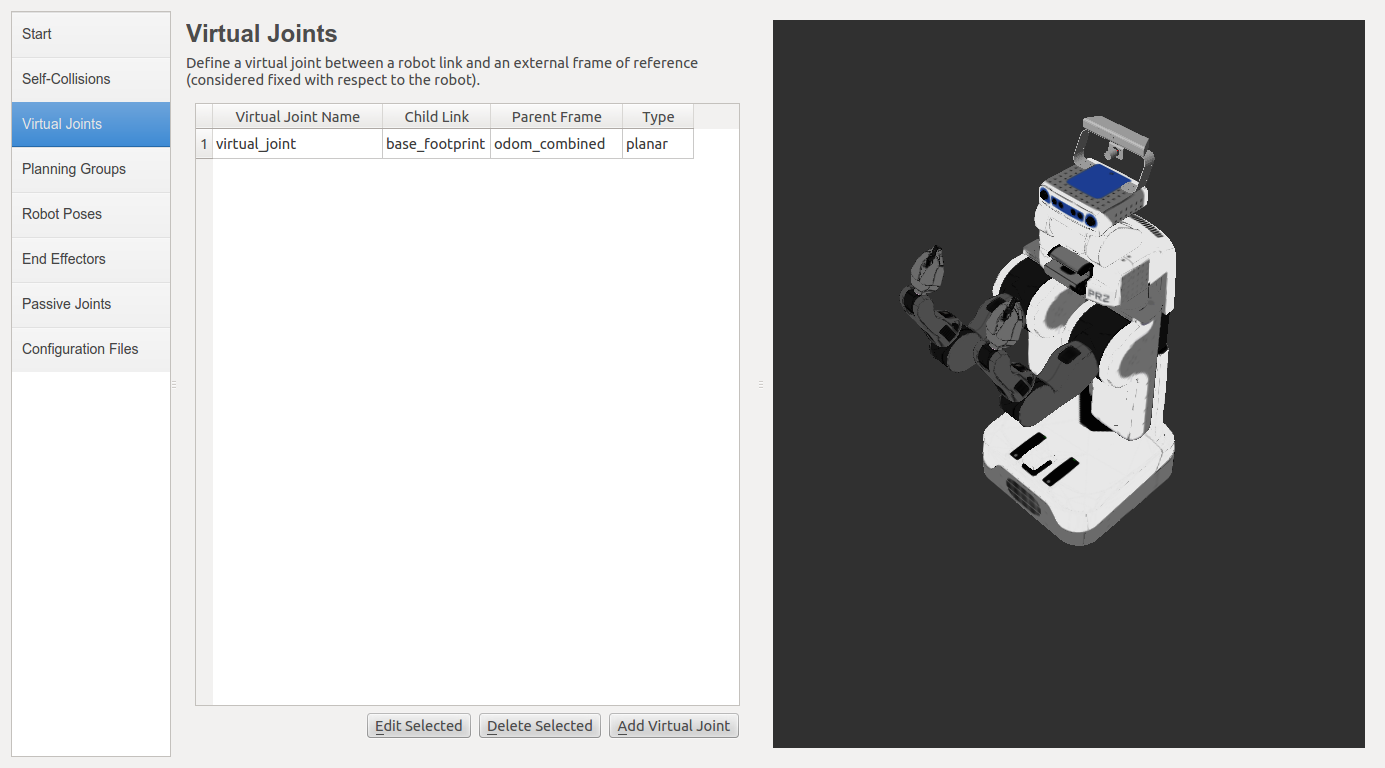 Start
Self-Collisions
Virtual Joints
Planning Groups
Robot Poses
End Effectors
Passive Joints
Configuration Files
Virtual Joints
Define a virtual joint between a robot link and an external frame of reference
(considered fixed with respect to the robot).
Virtual Joint Name Child Link Parent Frame Type
1 virtual_joint base_footprint odom_combined planar
Edit Selected Delete Selected Add Virtual Joint
PR2